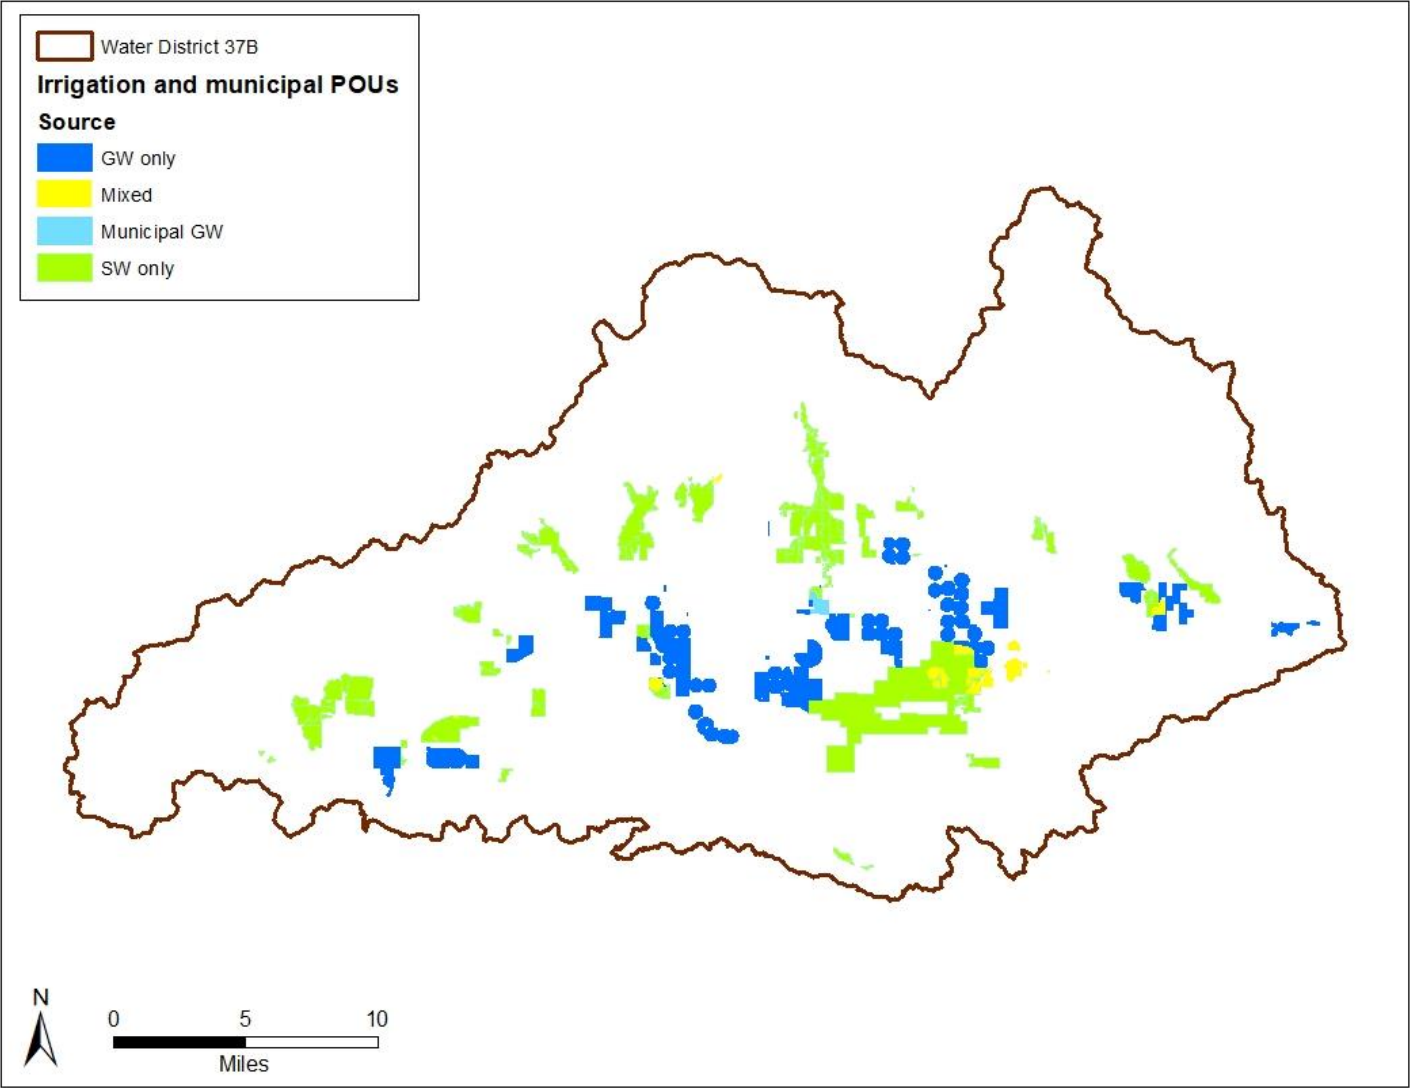 Water District 37B
Irrigation and municipal POUs
Source
GW only
Mixed
Municipal GW
SW only
N
0 5 10
Miles